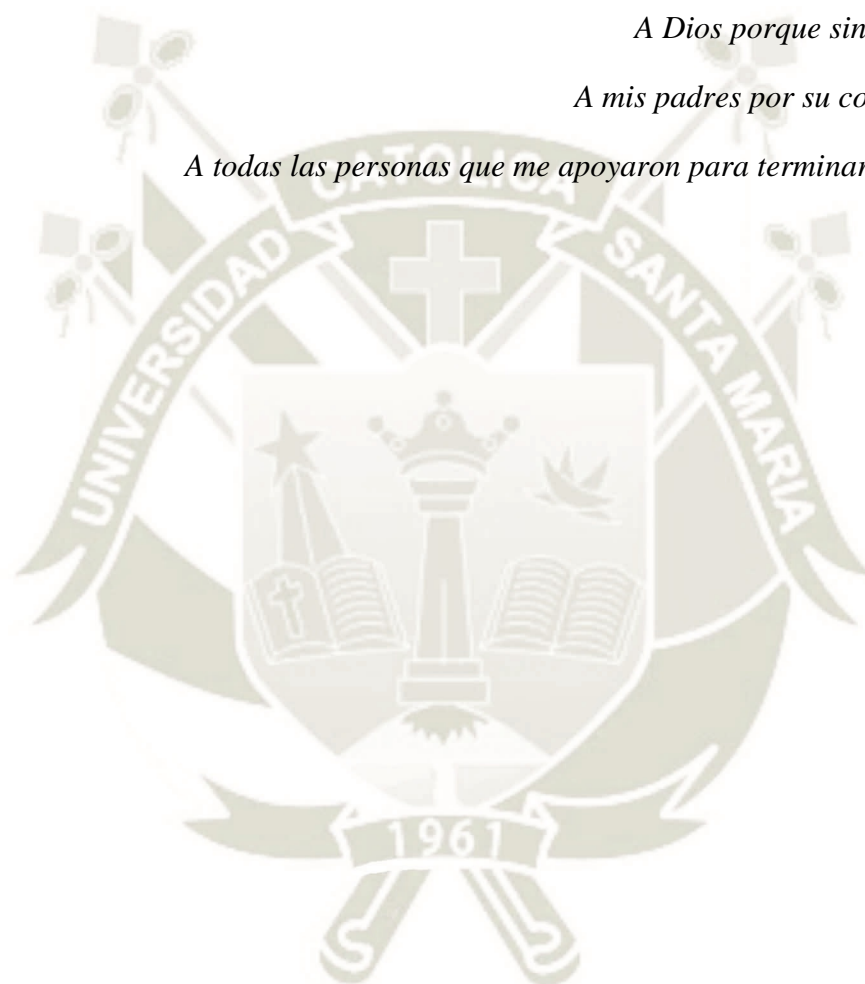 A Dios porque sin
A mis padres por su
A todas las personas que me apoyaron para terminar
UNIVERSIDAD CATOLICA SANTA MARIA
1961